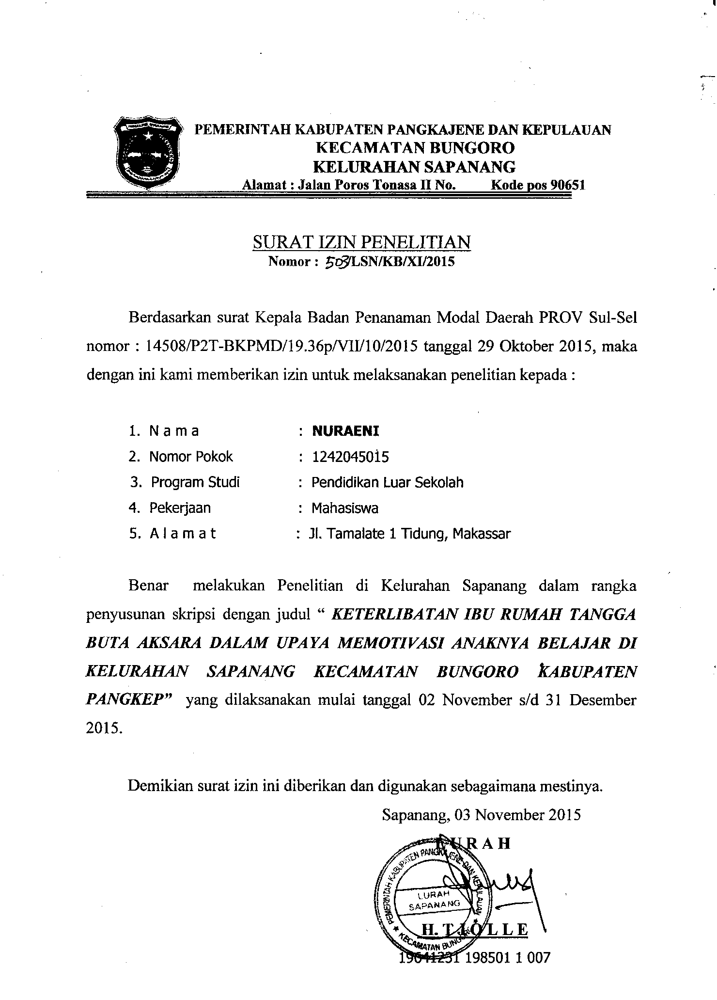 PEMERINTAH KABUPATEN PANGKAJENE DAN KEPULAUAN
KECAMATAN BUNGORO
KELURAHAN SAPANANG
Alamat : Jalan Poros Tonasa II No. Kode pos 90651
SURAT IZIN PENELITIAN
Nomor : 503/LSN/KB/XI/2015
Berdasarkan surat Kepala Badan Penanaman Modal Daerah PROV Sul-Sel
nomor : 14508/P2T-BKPMD/19.36p/VII/10/2015 tanggal 29 Oktober 2015, maka
dengan ini kami memberikan izin untuk melaksanakan penelitian kepada :
1. N a m a : NURAENI
2. Nomor Pokok : 1242045015
3. Program Studi : Pendidikan Luar Sekolah
4. Pekerjaan : Mahasiswa
5. A l a m a t : Jl. Tamalate 1 Tidung, Makassar
Benar melakukan Penelitian di Kelurahan Sapanang dalam rangka
penyusunan skripsi dengan judul “ KETERLIBATAN IBU RUMAH TANGGA
BUTA AKSARA DALAM UPAYA MEMOTIVASI ANAKNYA BELAJAR DI
KELURAHAN SAPANANG KECAMATAN BUNGORO KABUPATEN
PANGKEP” yang dilaksanakan mulai tanggal 02 November s/d 31 Desember
2015.
Demikian surat izin ini diberikan dan digunakan sebagaimana mestinya.
Sapanang, 03 November 2015
L U R A H
PEMERINTAH KABUPATEN PANGKAJENE DAN KEPULAUAN
LURAH
SAPANANG
KECAMATAN BUNGORO
H. T J O L L E
19641231 198501 1 007